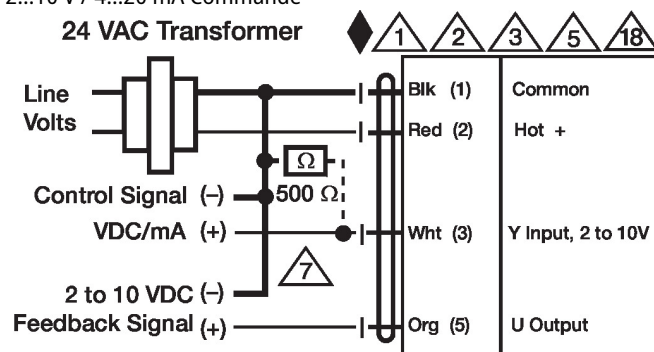 2...10 V / 4...20 mA Commande
24 VAC Transformer
1 2 3 5 18
Line
Volts
Blk (1) Common
Red (2) Hot +
Ω
500 Ω
Control Signal (–)
VDC/mA (+)
Wht (3) Y Input, 2 to 10V
7
2 to 10 VDC (–)
Feedback Signal (+)
Org (5) U Output